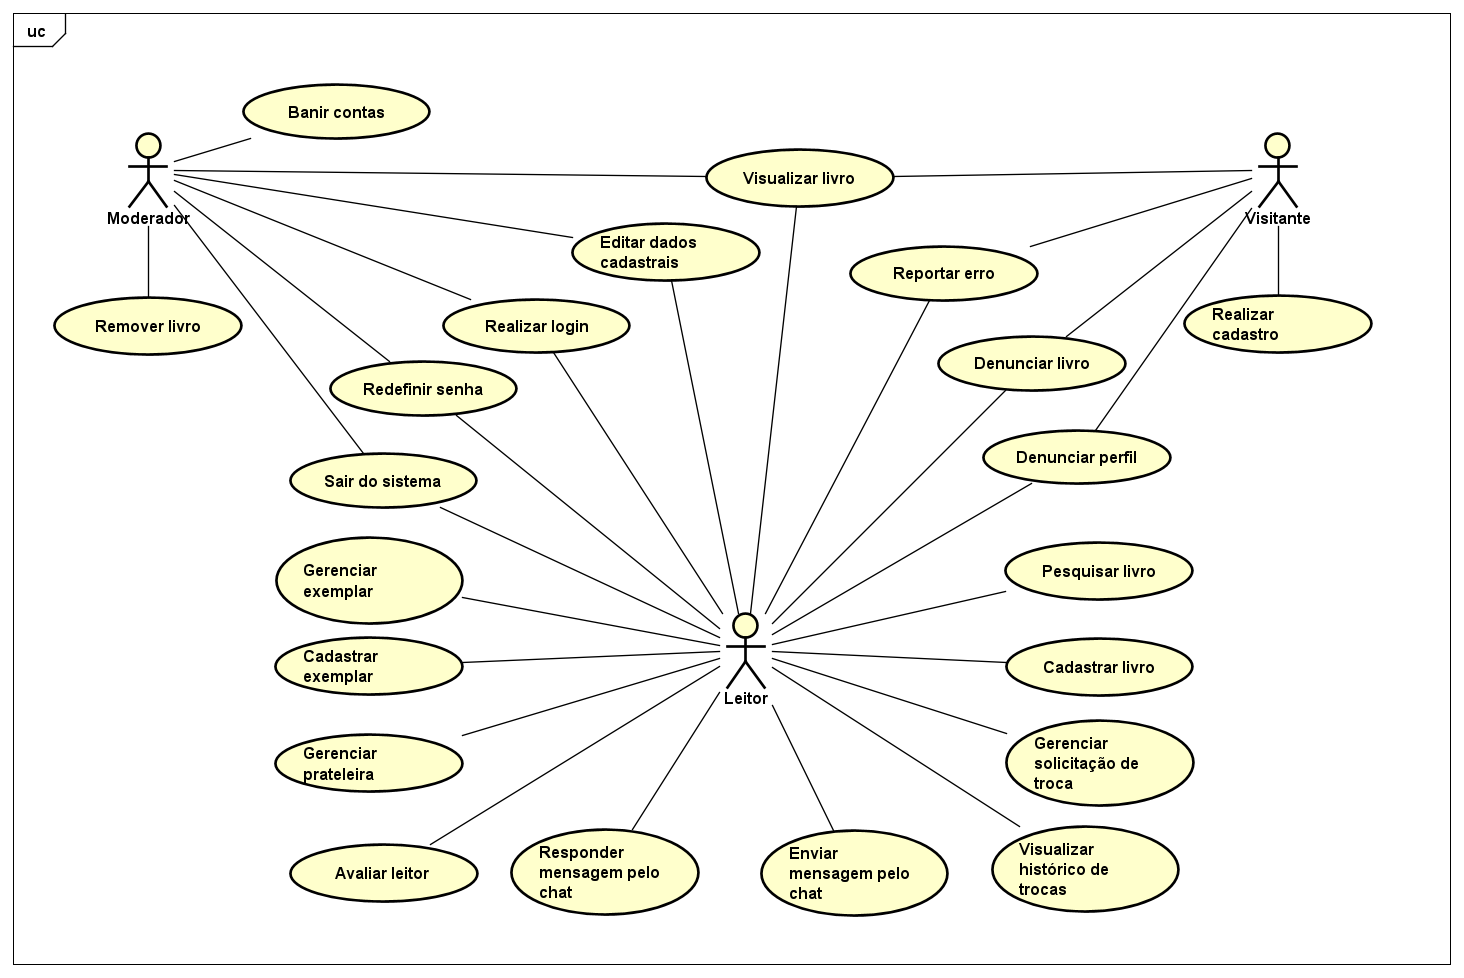 uc
Banir contas
Visualizar livro
Moderador
Visitante
Editar dados
cadastrais
Reportar erro
Remover livro
Realizar login
Realizar
cadastro
Redefinir senha
Denunciar livro
Sair do sistema
Denunciar perfil
Gerenciar
exemplar
Pesquisar livro
Cadastrar
exemplar
Cadastrar livro
Leitor
Gerenciar
prateleira
Gerenciar
solicitação de
troca
Avaliar leitor
Responder
mensagem pelo
chat
Enviar
mensagem pelo
chat
Visualizar
histórico de
trocas